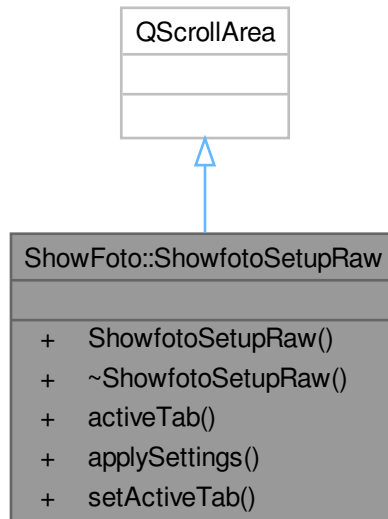 QScrollArea
ShowFoto::ShowfotoSetupRaw
+ ShowfotoSetupRaw()
+ ~ShowfotoSetupRaw()
+ activeTab()
+ applySettings()
+ setActiveTab()